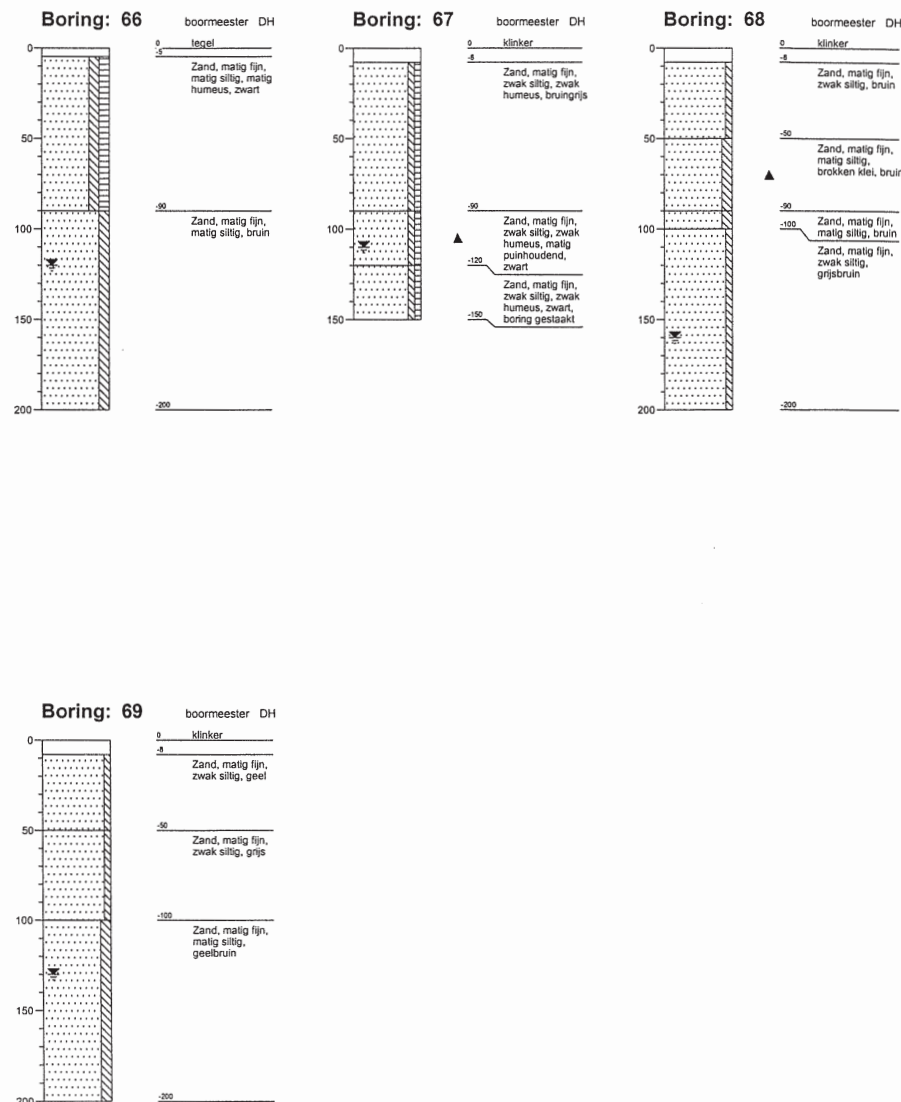 Boring: 66 boormeester DH
0
50
100
150
200
0 tegel
-5
Zand, matig fijn,
matig siltig, matig
humeus, zwart
-90
Zand, matig fijn,
matig siltig, bruin
-200
Boring: 67 boormeester DH
0
50
100
150
0 klinker
-8
Zand, matig fijn,
zwak siltig, zwak
humeus, bruingrijs
-90
Zand, matig fijn,
zwak siltig, zwak
humeus, matig
puinhoudend,
zwart
-120
Zand, matig fijn,
zwak siltig, zwak
humeus, zwart,
boring gestaakt
-150
Boring: 68 boormeester DH
0
50
100
150
200
0 klinker
-8
Zand, matig fijn,
zwak siltig, bruin
-50
Zand, matig fijn,
matig siltig,
brokken klei, bruin
-90
Zand, matig fijn,
matig siltig, bruin
-100
Zand, matig fijn,
zwak siltig,
grijsbruin
-200
Boring: 69 boormeester DH
0
50
100
150
200
0 klinker
-8
Zand, matig fijn,
zwak siltig, geel
-50
Zand, matig fijn,
zwak siltig, grijs
-100
Zand, matig fijn,
matig siltig,
geelbruin
-200